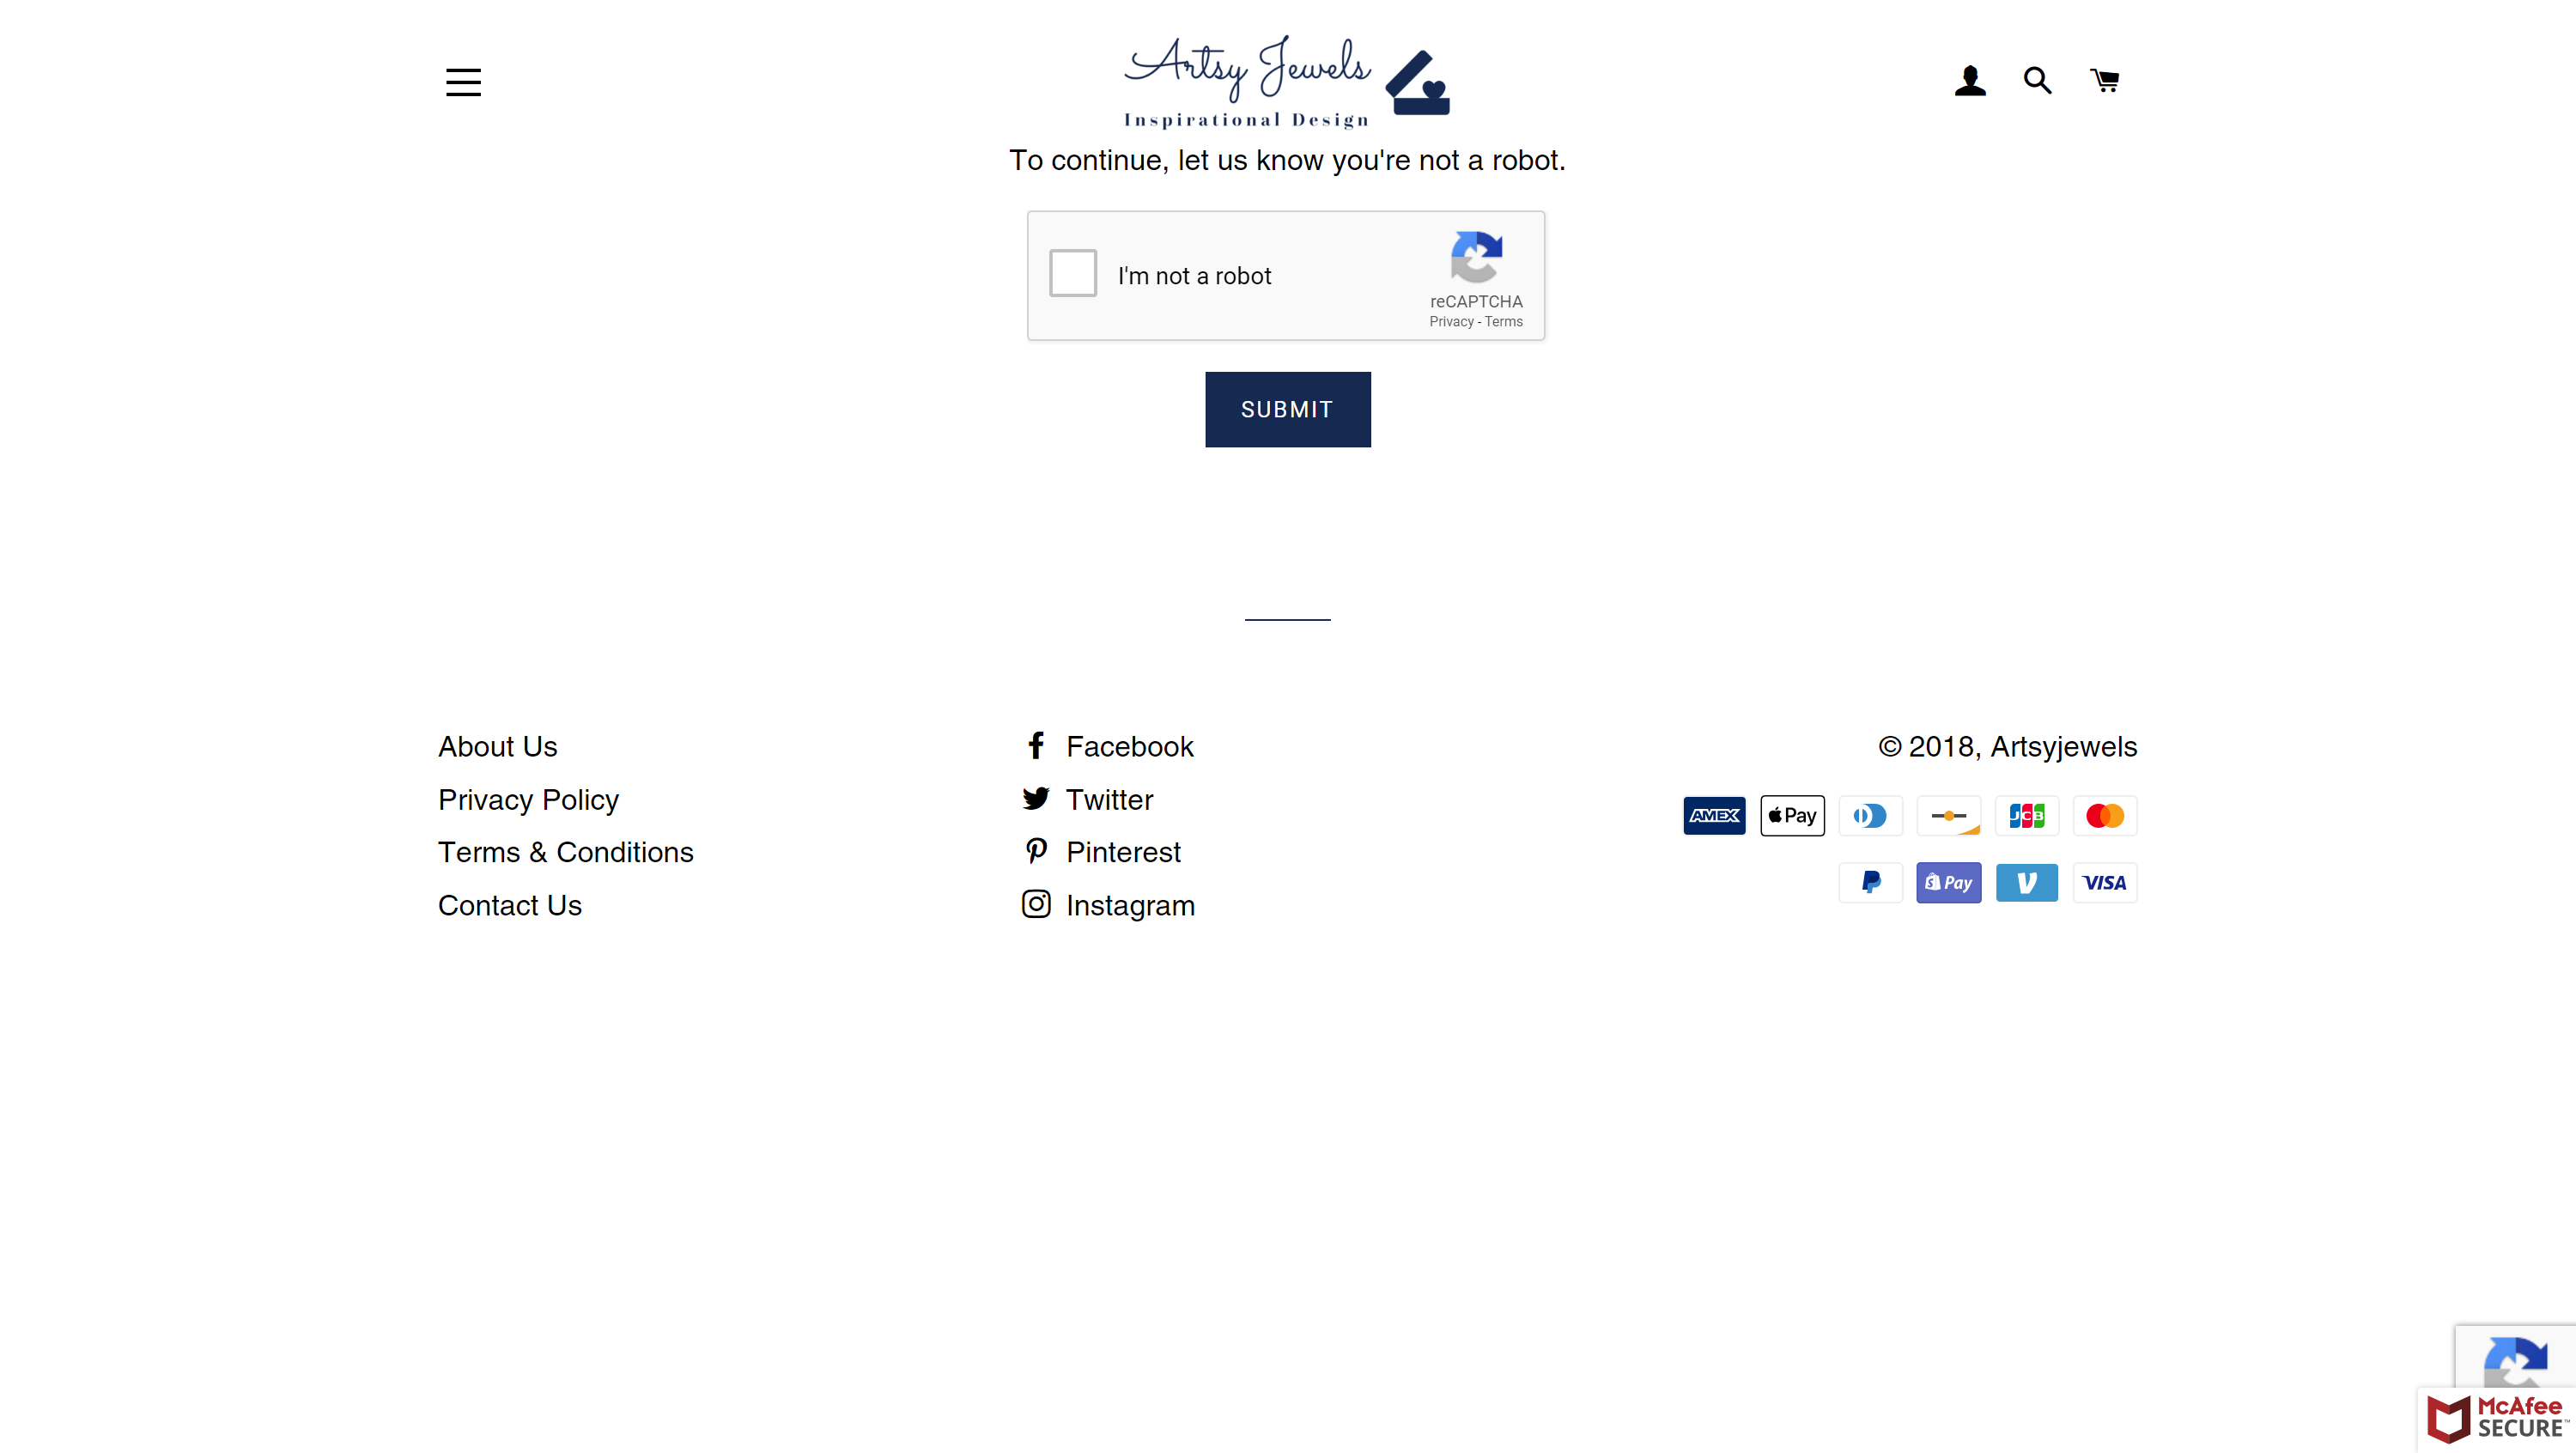 Artsy Jewels
Inspirational Design
To continue, let us know you're not a robot.
I'm not a robot
reCAPTCHA
Privacy - Terms
SUBMIT
About Us
Privacy Policy
Terms & Conditions
Contact Us
Facebook
Twitter
Pinterest
Instagram
© 2018, Artsyjewels
AMEX
Pay
JCB
Pay
VISA
McAfee
SECURE™